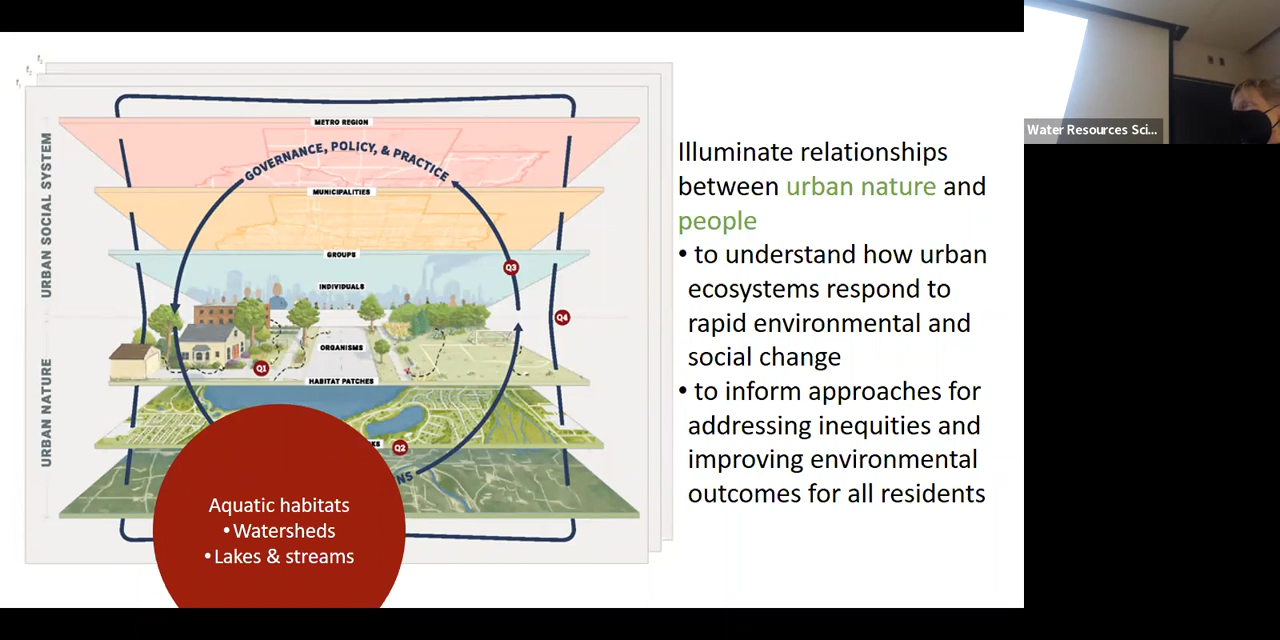 t3
t2
t1
METRO REGION
GOVERNANCE, POLICY, & PRACTICE
MUNICIPALITIES
GROUPS
Q3
INDIVIDUALS
Q4
ORGANISMS
Q1
HABITAT PATCHES
Q2
URBAN SOCIAL SYSTEM
URBAN NATURE
Aquatic habitats
• Watersheds
• Lakes & streams
Illuminate relationships
between urban nature and
people
• to understand how urban
ecosystems respond to
rapid environmental and
social change
• to inform approaches for
addressing inequities and
improving environmental
outcomes for all residents
Water Resources Sci...